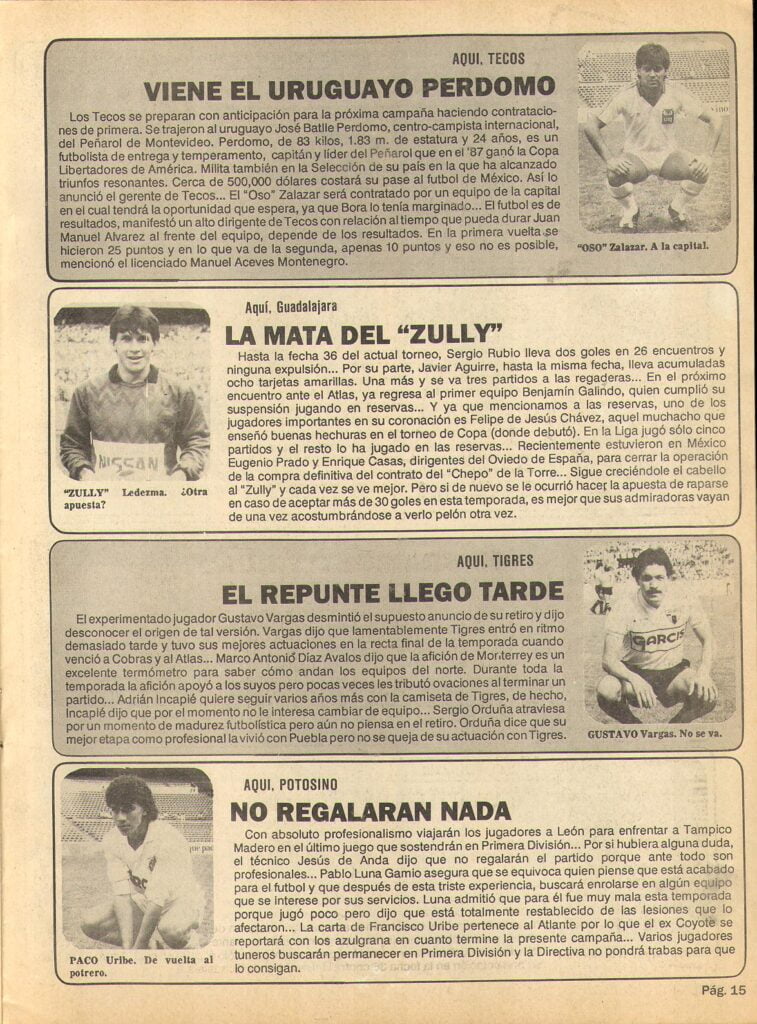 AQUI, TECOS
VIENE EL URUGUAYO PERDOMO
Los Tecos se preparan con anticipación para la próxima campaña haciendo contratacio-
nes de primera. Se trajeron al uruguayo José Batlle Perdomo, centro-campista internacional,
del Peñarol de Montevideo. Perdomo, de 83 kilos, 1.83 m. de estatura y 24 años, es un
futbolista de entrega y temperamento, capitán y líder del Peñarol que en el '87 ganó la Copa
Libertadores de América. Milita también en la Selección de su país en la que ha alcanzado
triunfos resonantes. Cerca de 500,000 dólares costará su pase al futbol de México. Así lo
anunció el gerente de Tecos... El "Oso" Zalazar será contratado por un equipo de la capital
en el cual tendrá la oportunidad que espera, ya que Bora lo tenía marginado... El futbol es de
resultados, manifestó un alto dirigente de Tecos con relación al tiempo que pueda durar Juan
Manuel Alvarez al frente del equipo, depende de los resultados. En la primera vuelta se
hicieron 25 puntos y en lo que va de la segunda, apenas 10 puntos y eso no es posible,
mencionó el licenciado Manuel Aceves Montenegro.
"OSO" Zalazar. A la capital.
Aquí, Guadalajara
LA MATA DEL "ZULLY"
Hasta la fecha 36 del actual torneo, Sergio Rubio lleva dos goles en 26 encuentros y
ninguna expulsión... Por su parte, Javier Aguirre, hasta la misma fecha, lleva acumuladas
ocho tarjetas amarillas. Una más y se va tres partidos a las regaderas... En el próximo
encuentro ante el Atlas, ya regresa al primer equipo Benjamín Galindo, quien cumplió su
suspensión jugando en reservas... Y ya que mencionamos a las reservas, uno de los
jugadores importantes en su coronación es Felipe de Jesús Chávez, aquel muchacho que
enseñó buenas hechuras en el torneo de Copa (donde debutó). En la Liga jugó sólo cinco
partidos y el resto lo ha jugado en las reservas... Recientemente estuvieron en México
Eugenio Prado y Enrique Casas, dirigentes del Oviedo de España, para cerrar la operación
de la compra definitiva del contrato del "Chepo" de la Torre... Sigue creciéndole el cabello
al "Zully" y cada vez se ve mejor. Pero si de nuevo se le ocurrió hacer la apuesta de raparse
en caso de aceptar más de 30 goles en esta temporada, es mejor que sus admiradoras vayan
de una vez acostumbrándose a verlo pelón otra vez.
NISSAN
"ZULLY" Ledezma. ¿Otra
apuesta?
AQUI, TIGRES
EL REPUNTE LLEGO TARDE
El experimentado jugador Gustavo Vargas desmintió el supuesto anuncio de su retiro y dijo
desconocer el origen de tal versión. Vargas dijo que lamentablemente Tigres entró en ritmo
demasiado tarde y tuvo sus mejores actuaciones en la recta final de la temporada cuando
venció a Cobras y al Atlas... Marco Antonio Díaz Avalos dijo que la afición de Monterrey es un
excelente termómetro para saber cómo andan los equipos del norte. Durante toda la
temporada la afición apoyó a los suyos pero pocas veces les tributó ovaciones al terminar un
partido... Adrián Incapié quiere seguir varios años más con la camiseta de Tigres, de hecho,
Incapié dijo que por el momento no le interesa cambiar de equipo... Sergio Orduña atraviesa
por un momento de madurez futbolística pero aún no piensa en el retiro. Orduña dice que su
mejor etapa como profesional la vivió con Puebla pero no se queja de su actuación con Tigres.
GARCIS
GUSTAVO Vargas. No se va.
AQUI, POTOSINO
NO REGALARAN NADA
Con absoluto profesionalismo viajarán los jugadores a León para enfrentar a Tampico
Madero en el último juego que sostendrán en Primera División... Por si hubiera alguna duda,
el técnico Jesús de Anda dijo que no regalarán el partido porque ante todo son
profesionales... Pablo Luna Gamio asegura que se equivoca quien piense que está acabado
para el futbol y que después de esta triste experiencia, buscará enrolarse en algún equipo
que se interese por sus servicios. Luna admitió que para él fue muy mala esta temporada
porque jugó poco pero dijo que está totalmente restablecido de las lesiones que lo
afectaron... La carta de Francisco Uribe pertenece al Atlante por lo que el ex Coyote se
reportará con los azulgrana en cuanto termine la presente campaña... Varios jugadores
tuneros buscarán permanecer en Primera División y la Directiva no pondrá trabas para que
lo consigan.
PACO Uribe. De vuelta al
potrero.
Pág. 15